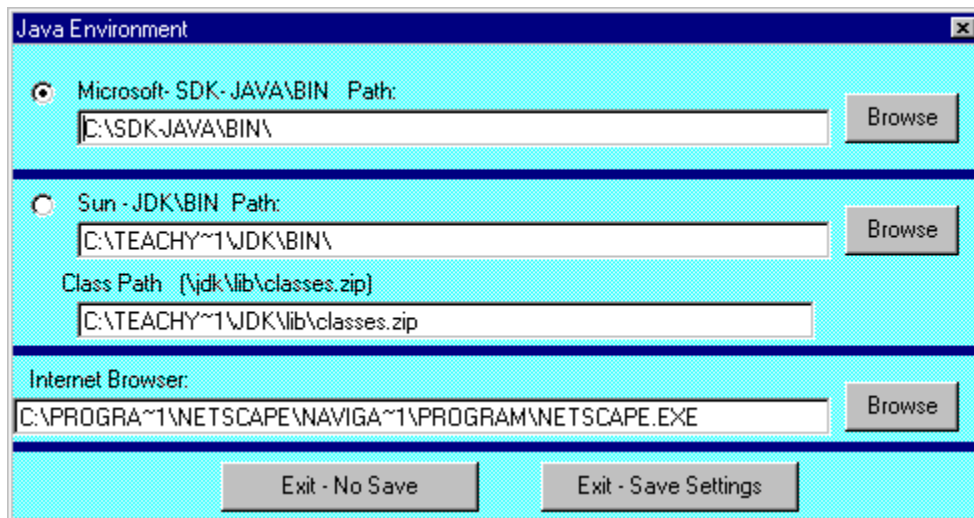 Java Environment
Microsoft- SDK- JAVA\BIN Path:
C:\SDK-JAVA\BIN\
Browse
Sun - JDK\BIN Path:
C:\TEACHY~1\JDK\BIN\
Browse
Class Path (\jdk\lib\classes.zip)
C:\TEACHY~1\JDK\lib\classes.zip
Internet Browser:
C:\PROGRA~1\NETSCAPE\NAVIGA~1\PROGRAM\NETSCAPE.EXE
Browse
Exit - No Save
Exit - Save Settings